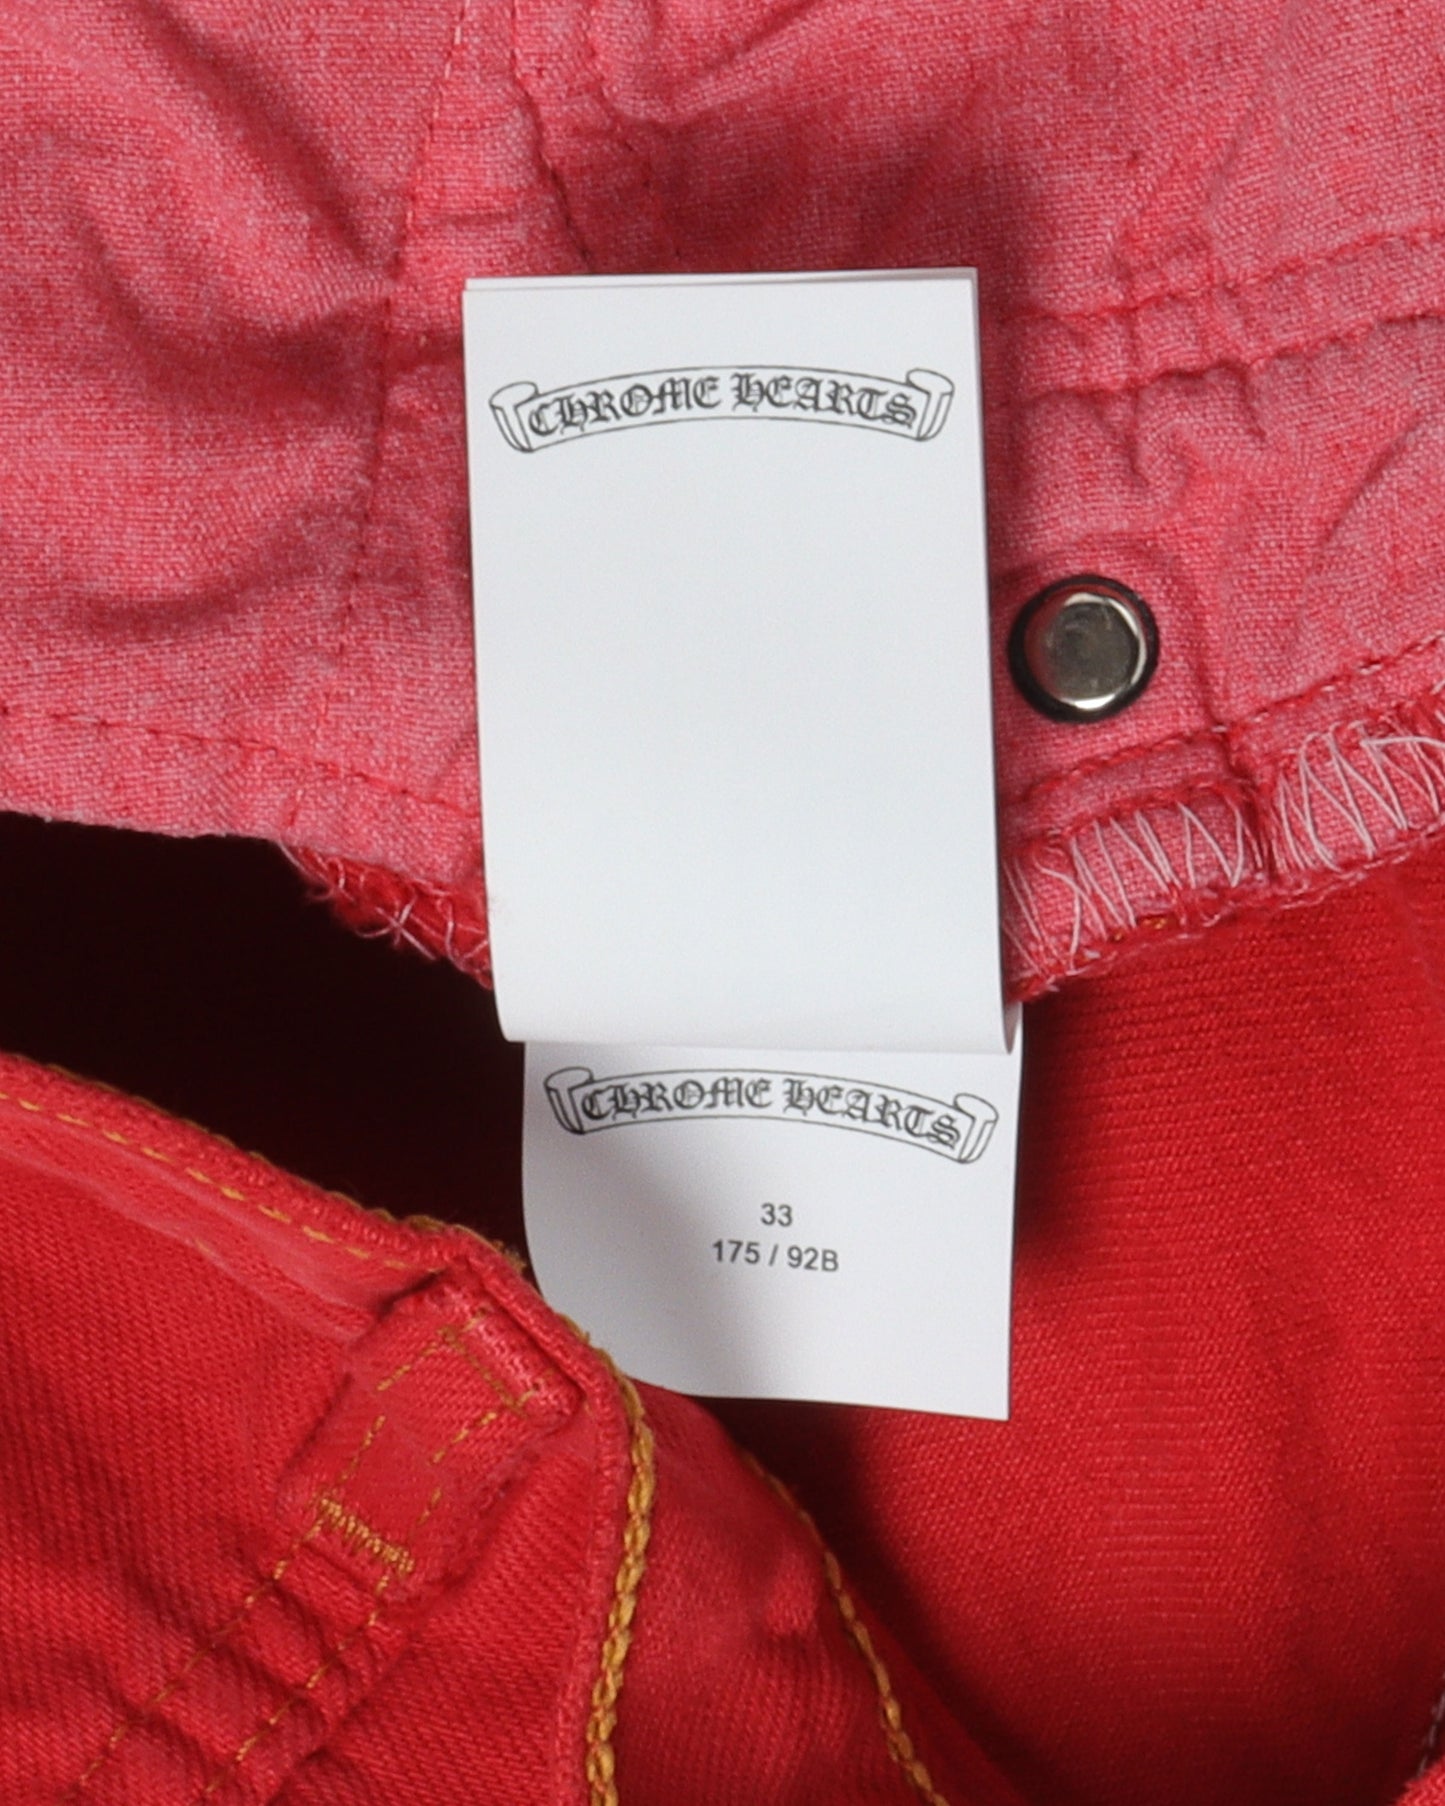 CHROME HEARTS
CHROME HEARTS
33
175 / 92B